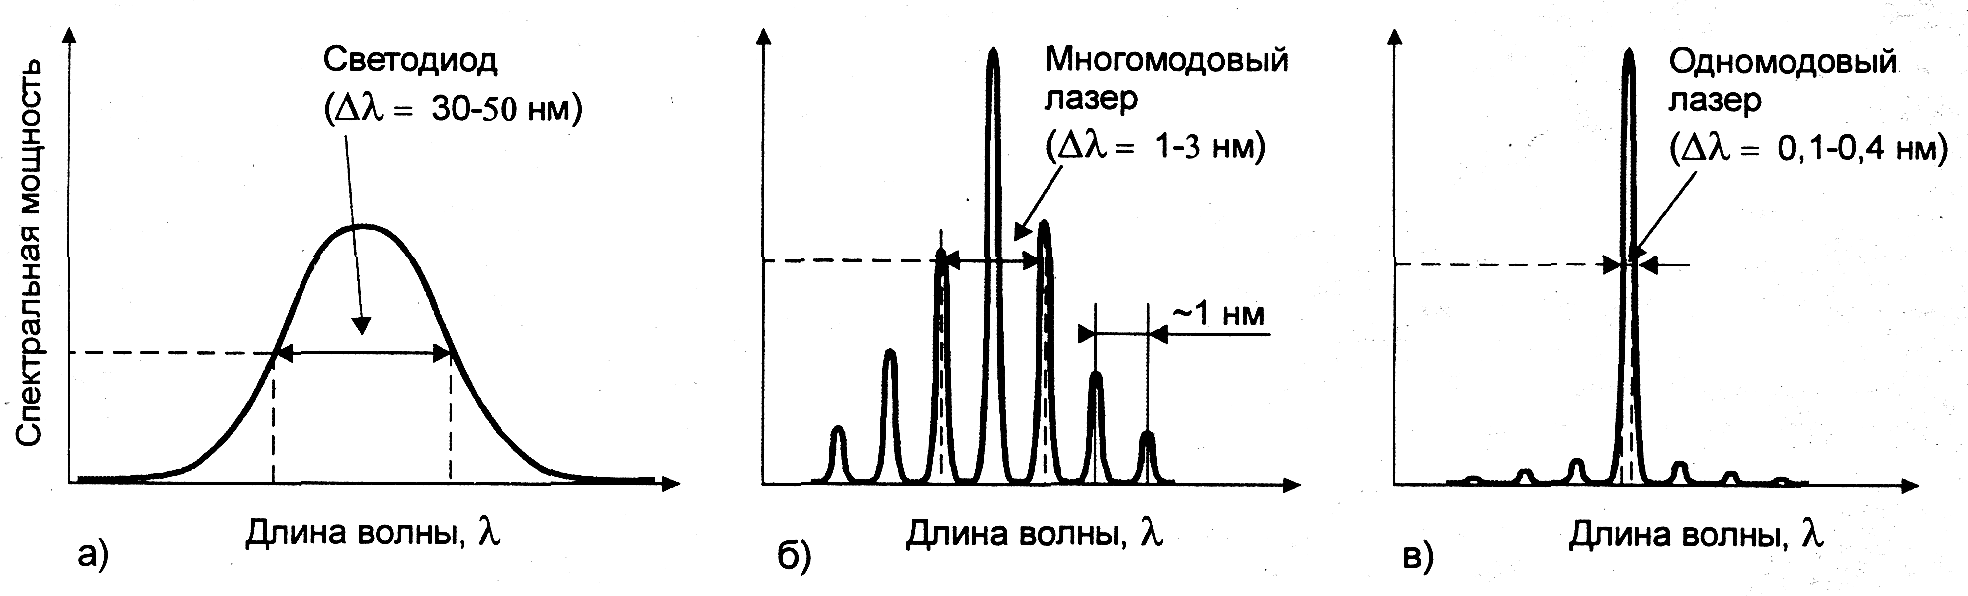 Спектральная мощность
Светодиод
(Δλ = 30-50 нм)
Длина волны, λ
а)
Многомодовый
лазер
(Δλ = 1-3 нм)
~1 нм
Длина волны, λ
б)
Одномодовый
лазер
(Δλ = 0,1-0,4 нм)
Длина волны, λ
в)